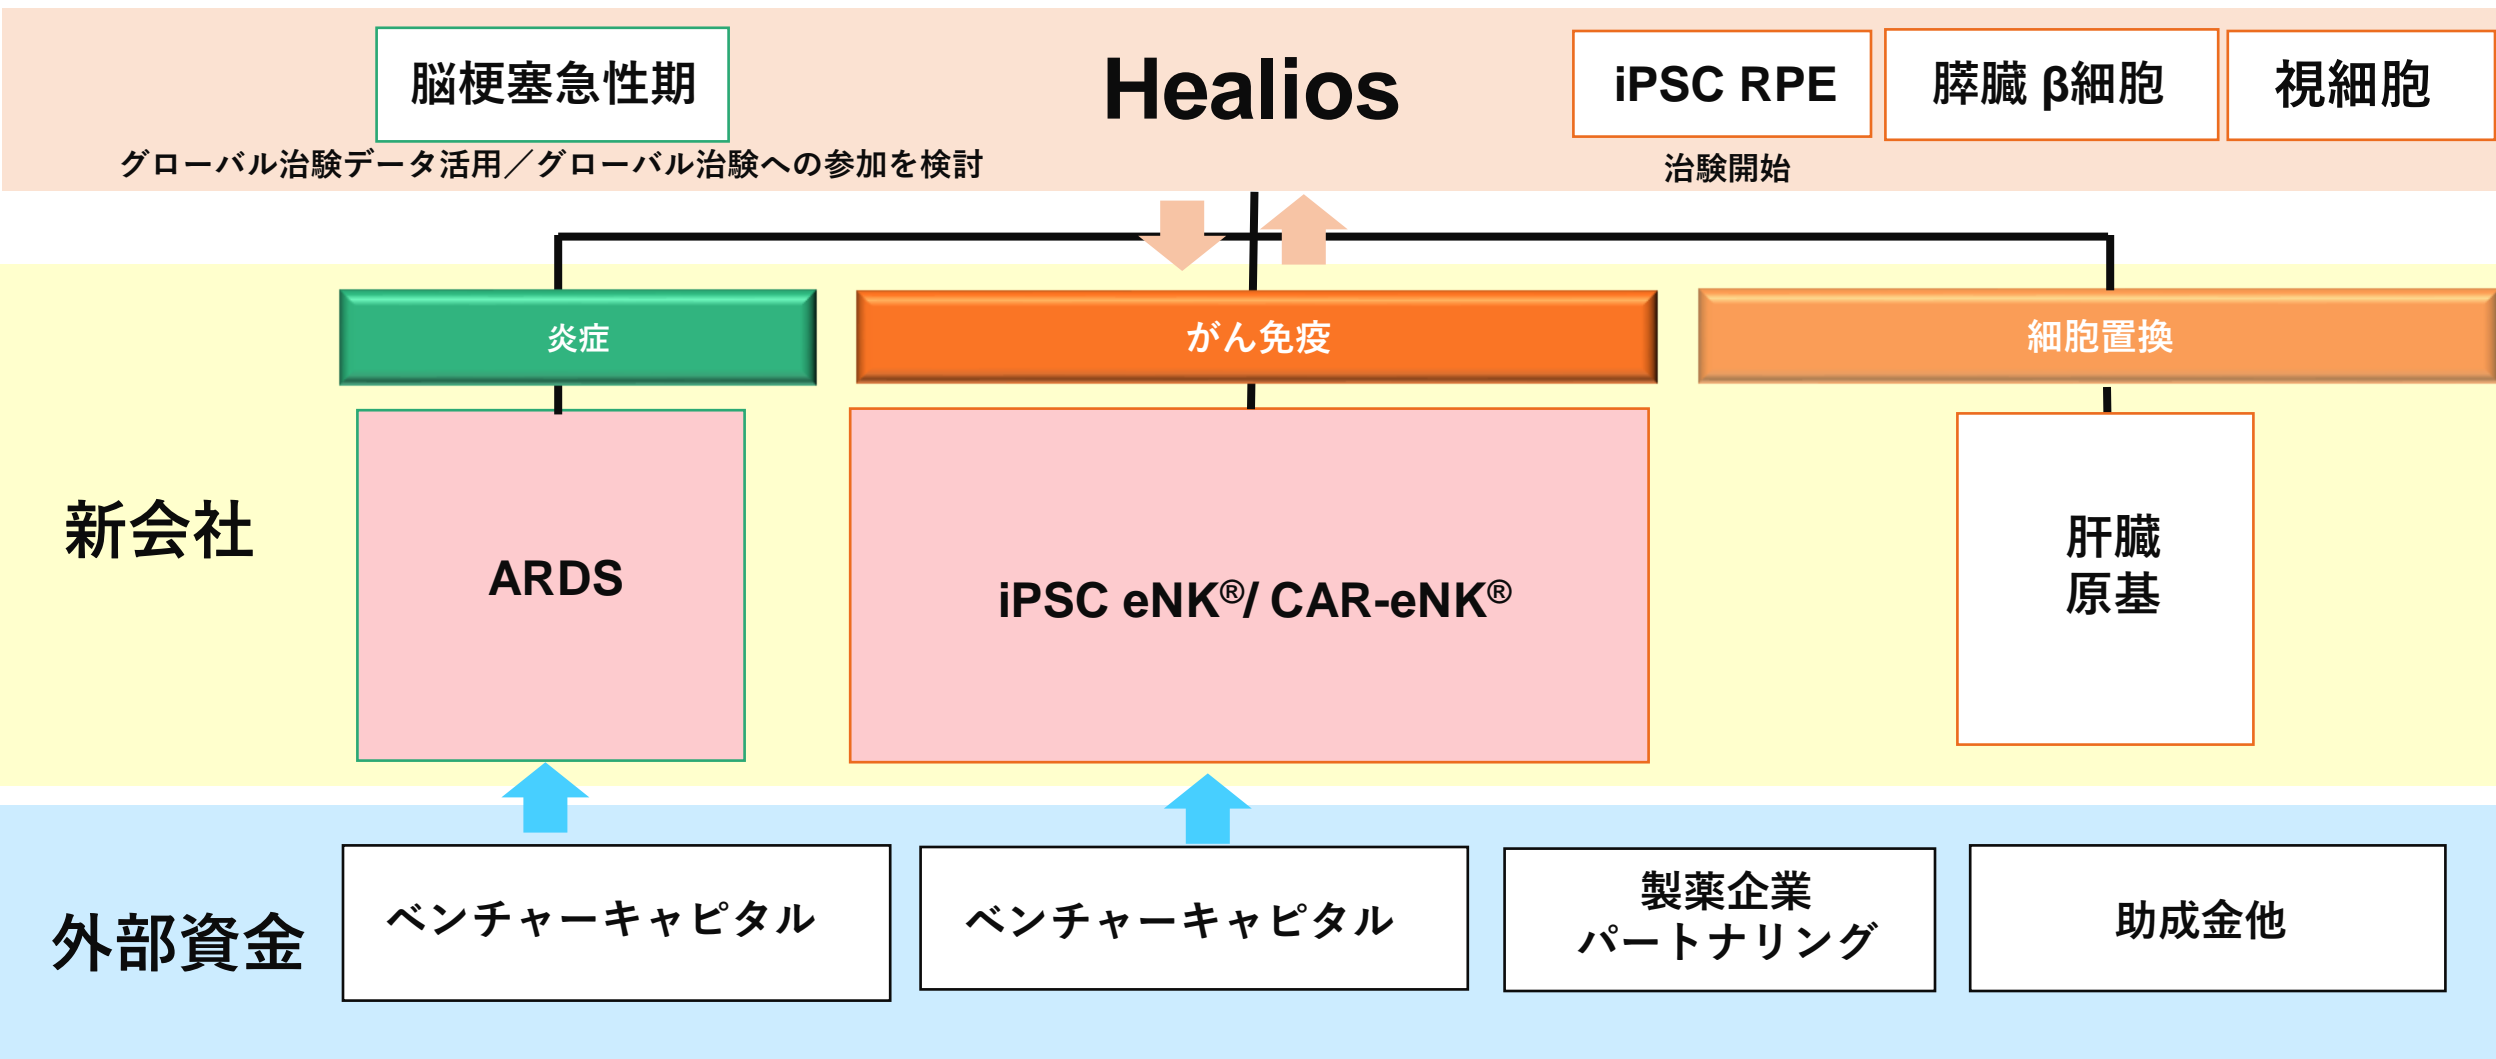 脳梗塞急性期
グローバル治験データ活用／グローバル治験への参加を検討
Healios
iPSC RPE
治験開始
膵臓 β細胞
視細胞
炎症
がん免疫
細胞置換
新会社
ARDS
iPSC eNK®/ CAR-eNK®
肝臓
原基
外部資金
ベンチャーキャピタル
ベンチャーキャピタル
製薬企業
パートナリング
助成金他